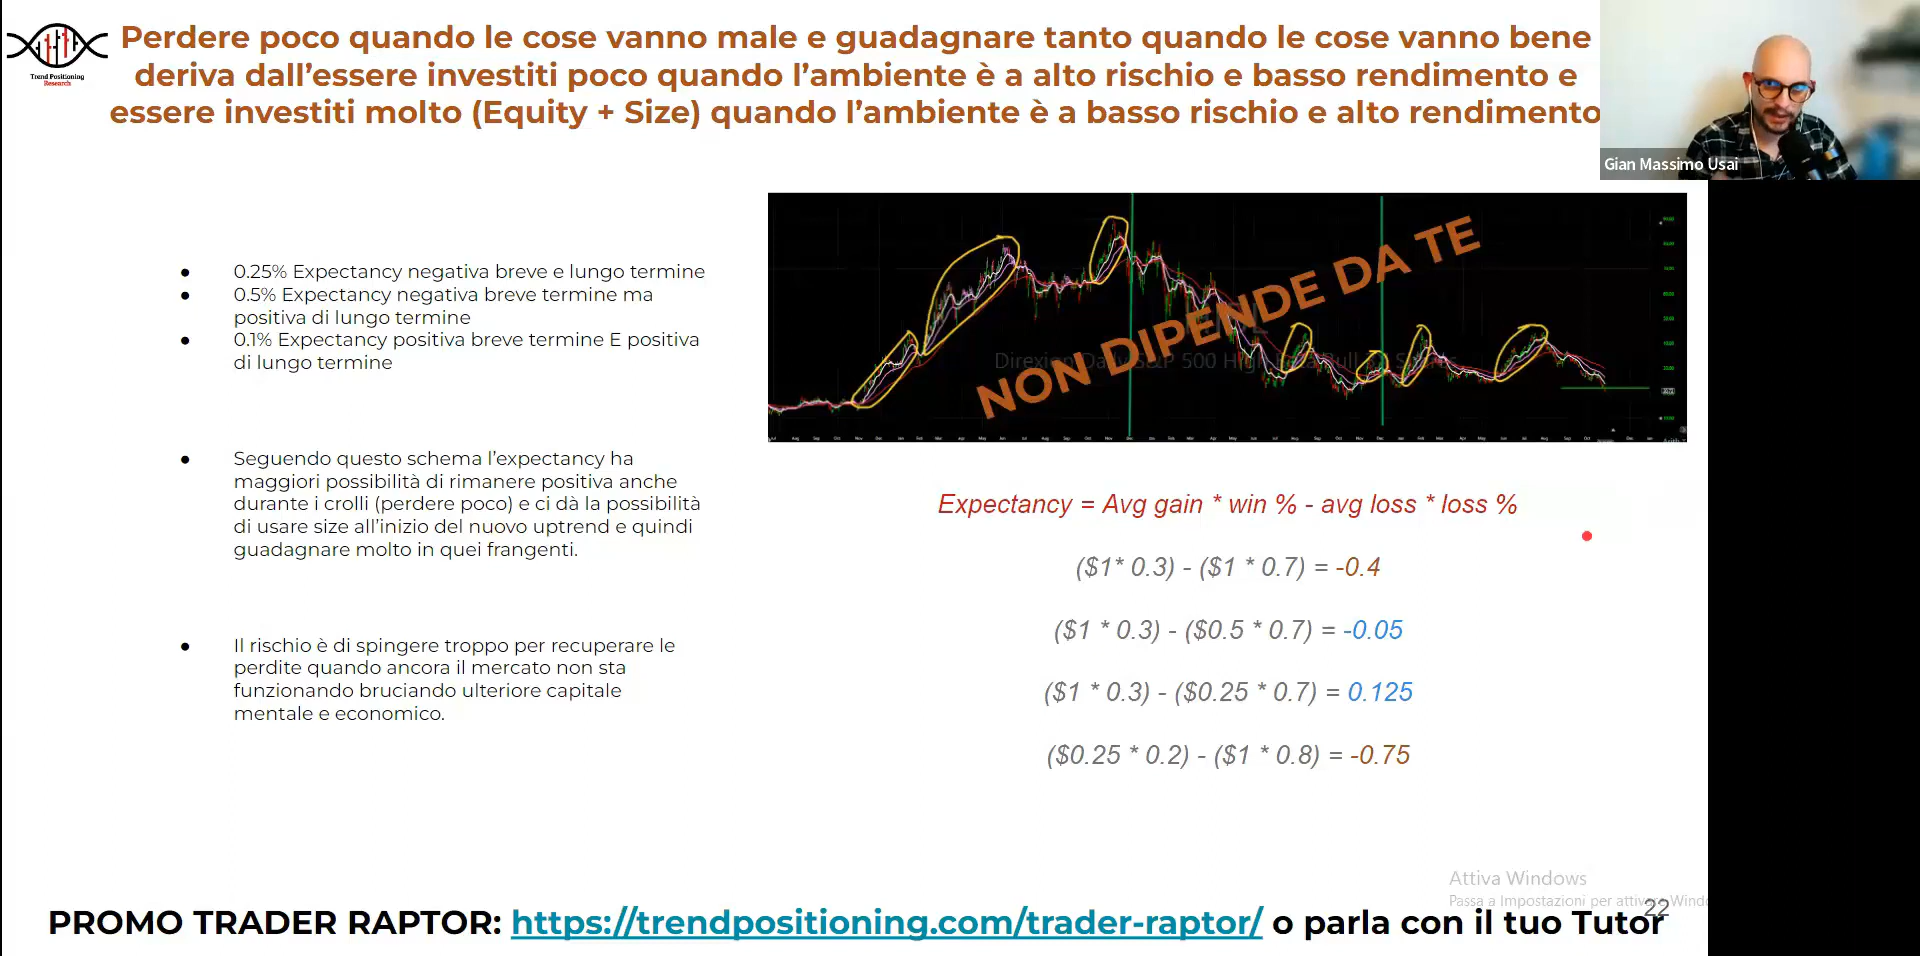 Perdere poco quando le cose vanno male e guadagnare tanto quando le cose vanno bene
deriva dall’essere investiti poco quando l’ambiente è a alto rischio e basso rendimento e
essere investiti molto (Equity + Size) quando l’ambiente è a basso rischio e alto rendimento
Trend Positioning
Research
Gian Massimo Usai
● 0.25% Expectancy negativa breve e lungo termine
● 0.5% Expectancy negativa breve termine ma
positiva di lungo termine
● 0.1% Expectancy positiva breve termine E positiva
di lungo termine
● Seguendo questo schema l’expectancy ha
maggiori possibilità di rimanere positiva anche
durante i crolli (perdere poco) e ci dà la possibilità
di usare size all’inizio del nuovo uptrend e quindi
guadagnare molto in quei frangenti.
● Il rischio è di spingere troppo per recuperare le
perdite quando ancora il mercato non sta
funzionando bruciando ulteriore capitale
mentale e economico.
NON DIPENDE DA TE
Expectancy = Avg gain * win % - avg loss * loss %
($1* 0.3) - ($1 * 0.7) = -0.4
($1 * 0.3) - ($0.5 * 0.7) = -0.05
($1 * 0.3) - ($0.25 * 0.7) = 0.125
($0.25 * 0.2) - ($1 * 0.8) = -0.75
Attiva Windows
Passa a Impostazioni per attivare Wind
22
PROMO TRADER RAPTOR: https://trendpositioning.com/trader-raptor/ o parla con il tuo Tutor